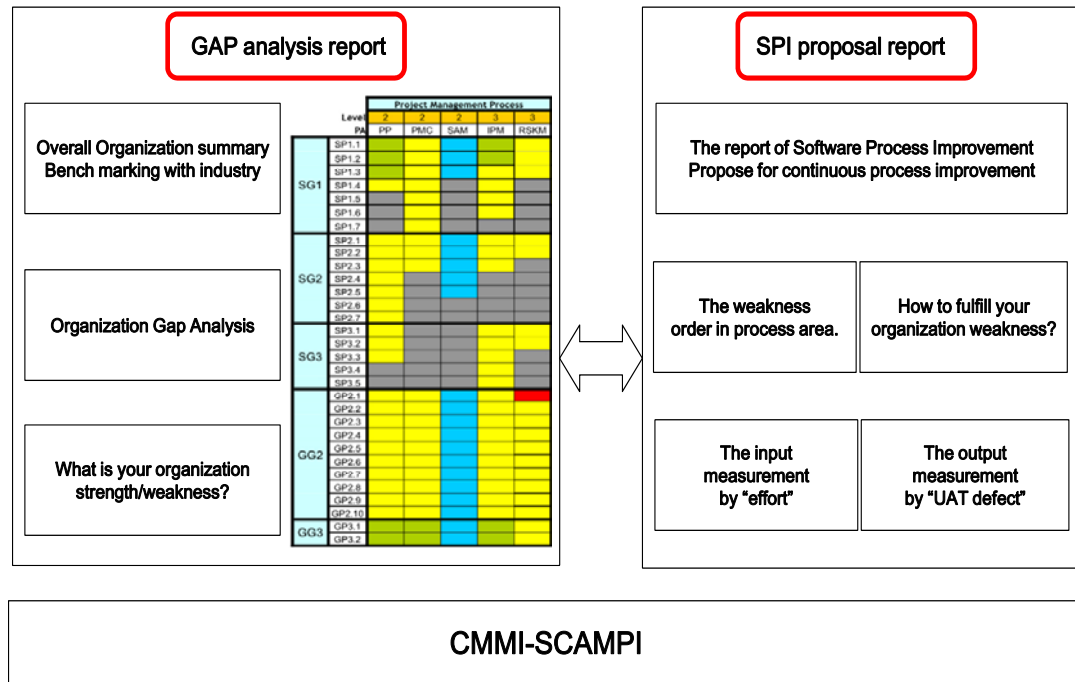 GAP analysis report
Overall Organization summary
Bench marking with industry
Organization Gap Analysis
What is your organization
strength/weakness?
Project Management Process
Level 2 2 2 3 3
PA PP PMC SAM IPM RSKM
SG1
SP1.1
SP1.2
SP1.3
SP1.4
SP1.5
SP1.6
SP1.7
SG2
SP2.1
SP2.2
SP2.3
SP2.4
SP2.5
SP2.6
SP2.7
SG3
SP3.1
SP3.2
SP3.3
SP3.4
SP3.5
GG2
GP2.1
GP2.2
GP2.3
GP2.4
GP2.5
GP2.6
GP2.7
GP2.8
GP2.9
GP2.10
GG3
GP3.1
GP3.2
SPI proposal report
The report of Software Process Improvement
Propose for continuous process improvement
The weakness
order in process area.
How to fulfill your
organization weakness?
The input
measurement
by “effort”
The output
measurement
by “UAT defect”
CMMI-SCAMPI